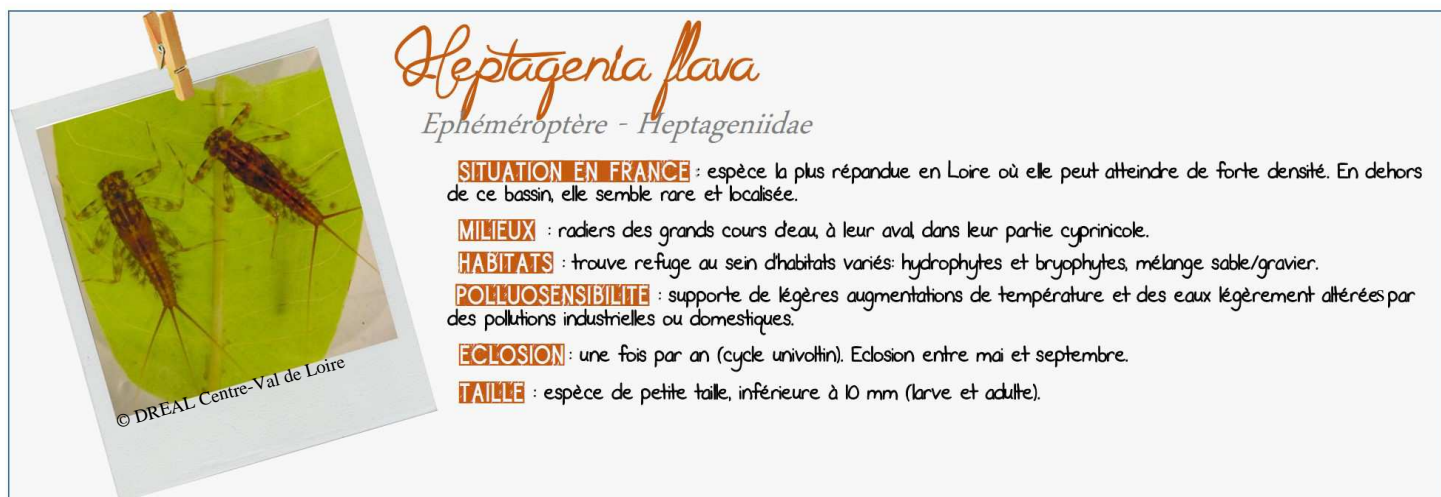 Heptagenia flava
Ephéméroptère - Heptageniidae
SITUATION EN FRANCE : espèce la plus répandue en Loire où elle peut atteindre de forte densité. En dehors
de ce bassin, elle semble rare et localisée.
MILIEUX : radiers des grands cours d'eau, à leur aval, dans leur partie cyprinicole.
HABITATS : trouve refuge au sein d'habitats variés: hydrophytes et bryophytes, mélange sable/gravier.
POLLUOSENSIBILITE : supporte de légères augmentations de température et des eaux légèrement altérées par
des pollutions industrielles ou domestiques.
ECLOSION : une fois par an (cycle univoltin). Eclosion entre mai et septembre.
TAILLE : espèce de petite taille, inférieure à 10 mm (larve et adulte).
© DREAL Centre-Val de Loire